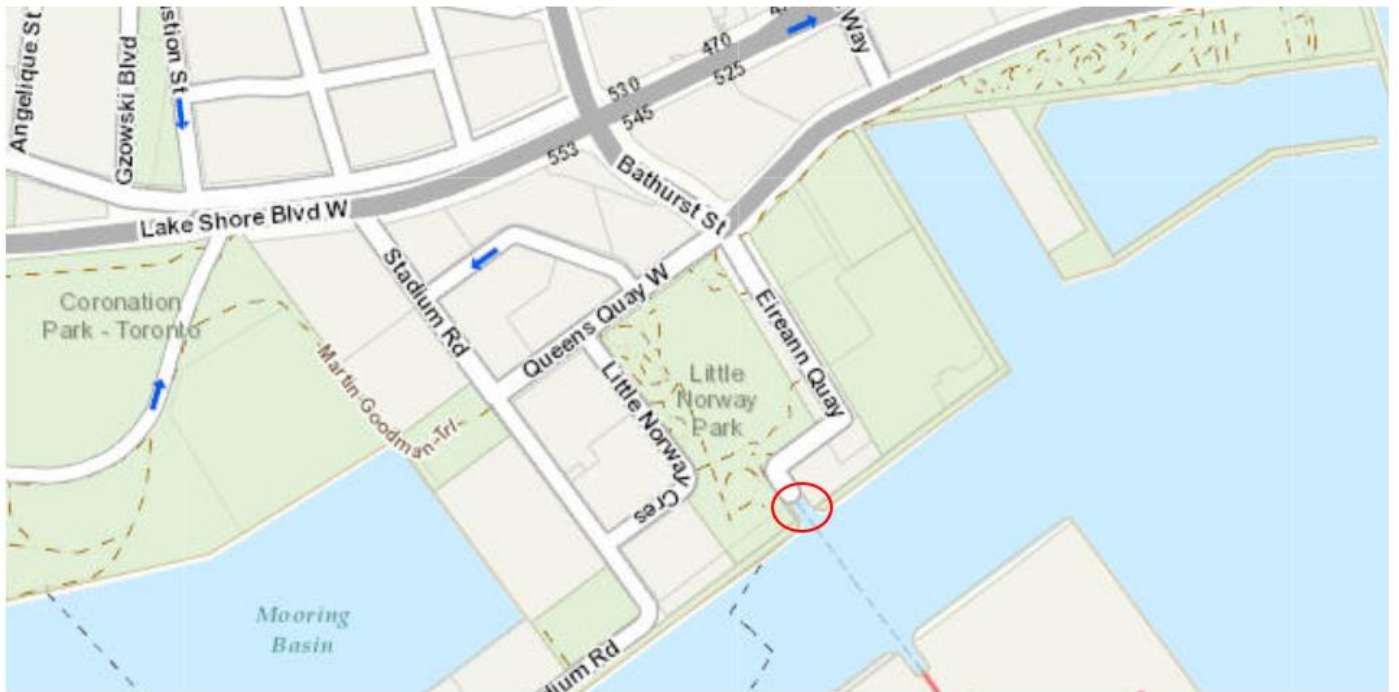 Angelique St
Gzowski Blvd
stion St
470
Way
525
530
545
553
Bathurst St
Lake Shore Blvd W
Stadium Rd
Queens Quay W
Eireann Quay
Coronation
Park - Toronto
Martin Goodman Trl
Little Norway Cres
Little
Norway
Park
Mooring
Basin
dium Rd